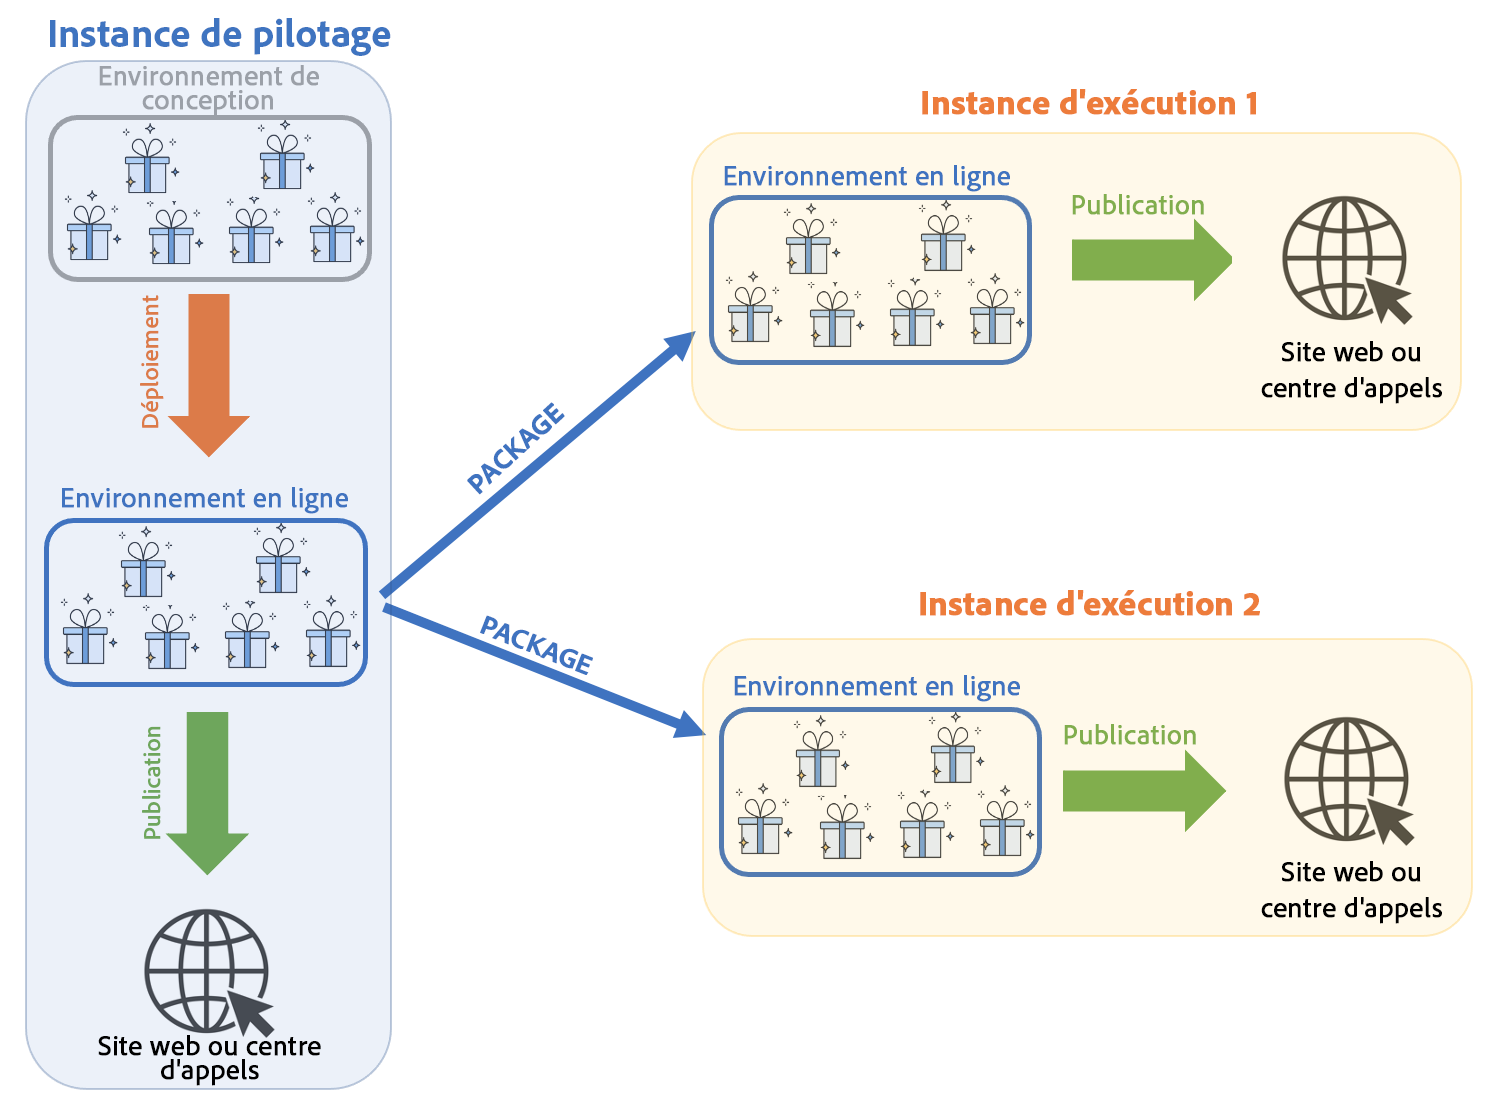 Instance de pilotage
Environnement de
conception
Déploiement
Environnement en ligne
Publication
Site web ou centre
d'appels
PACKAGE
PACKAGE
Instance d'exécution 1
Environnement en ligne
Publication
Site web ou
centre d'appels
Instance d'exécution 2
Environnement en ligne
Publication
Site web ou
centre d'appels